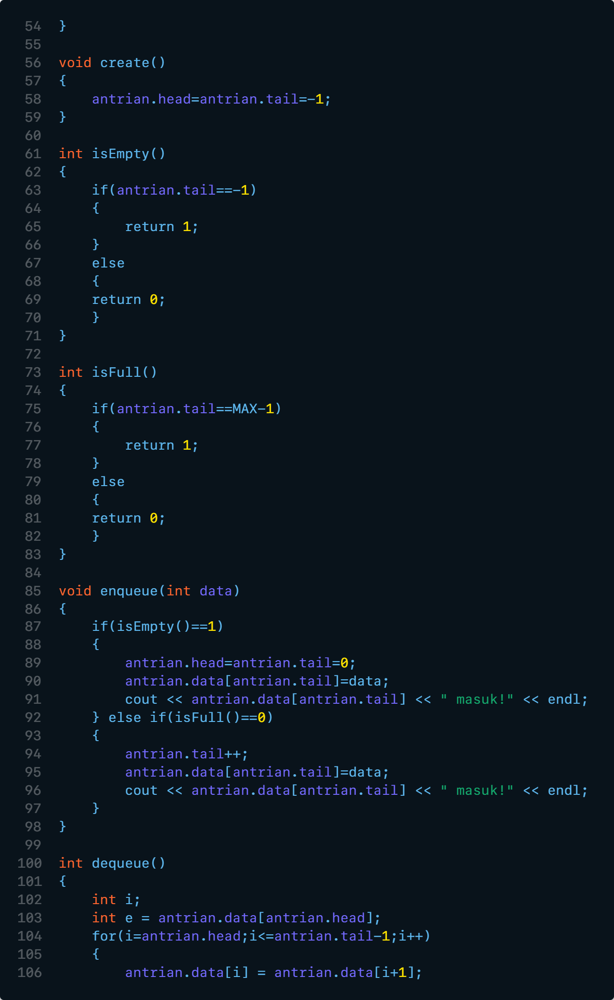 54 }
55
56 void create()
57 {
58     antrian.head=antrian.tail=-1;
59 }
60
61 int isEmpty()
62 {
63     if(antrian.tail==-1)
64     {
65         return 1;
66     }
67     else
68     {
69     return 0;
70     }
71 }
72
73 int isFull()
74 {
75     if(antrian.tail==MAX-1)
76     {
77         return 1;
78     }
79     else
80     {
81     return 0;
82     }
83 }
84
85 void enqueue(int data)
86 {
87     if(isEmpty()==1)
88     {
89         antrian.head=antrian.tail=0;
90         antrian.data[antrian.tail]=data;
91         cout << antrian.data[antrian.tail] << " masuk!" << endl;
92     } else if(isFull()==0)
93     {
94         antrian.tail++;
95         antrian.data[antrian.tail]=data;
96         cout << antrian.data[antrian.tail] << " masuk!" << endl;
97     }
98 }
99
100 int dequeue()
101 {
102     int i;
103     int e = antrian.data[antrian.head];
104     for(i=antrian.head;i<=antrian.tail-1;i++)
105     {
106         antrian.data[i] = antrian.data[i+1];